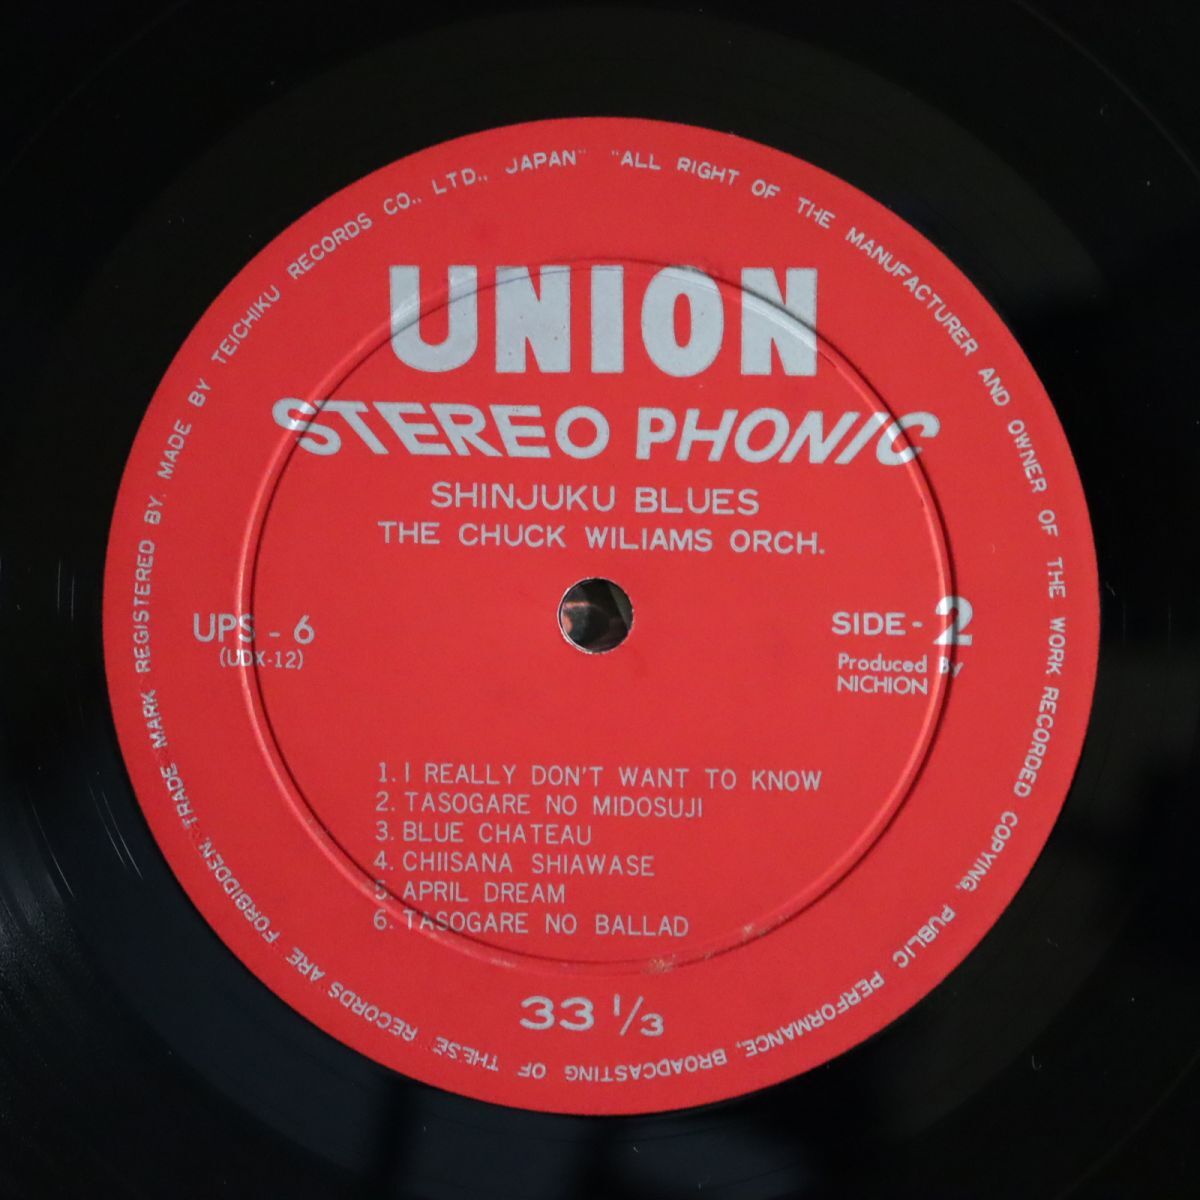 TRADE MARK REGISTERED BY. MADE BY TEICHIKU RECORDS CO., LTD., JAPAN" "ALL RIGHT OF THE MANUFACTURER AND OWNER OF THE WORK RECORDED COPYING, PUBLIC PERFORMANCE, BROADCASTING OF THESE RECORDS ARE FORBIDDEN.
UNION
STEREO PHONIC
SHINJUKU BLUES
THE CHUCK WILIAMS ORCH.
UPS - 6
(UDX-12)
SIDE - 2
Produced By
NICHION
1. I REALLY DON'T WANT TO KNOW
2. TASOGARE NO MIDOSUJI
3. BLUE CHATEAU
4. CHIISANA SHIAWASE
5. APRIL DREAM
6. TASOGARE NO BALLAD
33 1/3